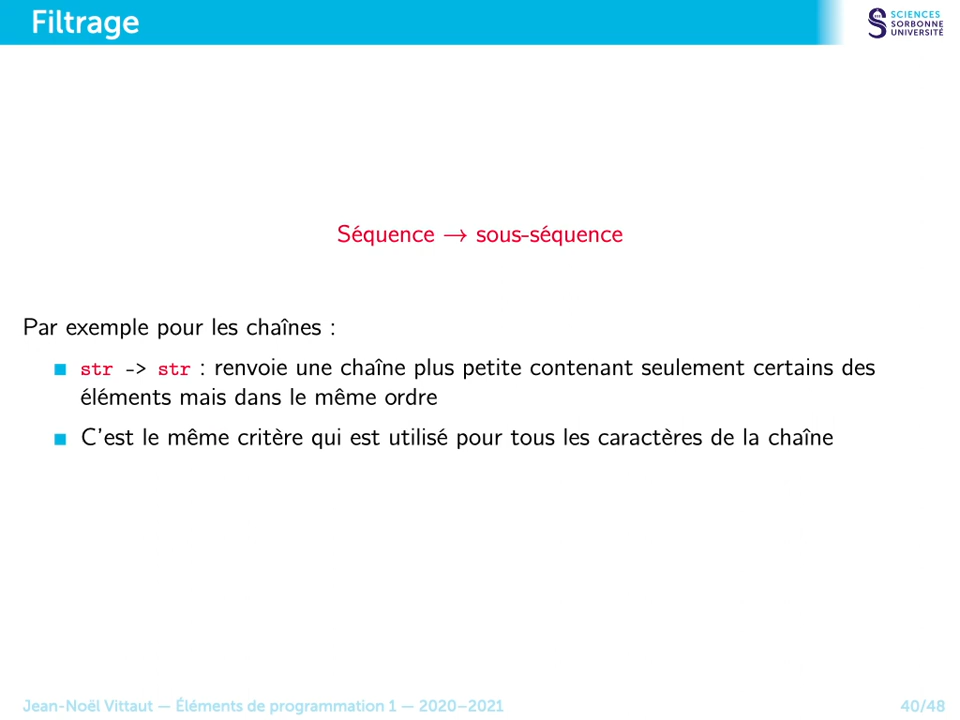 Filtrage
SCIENCES
SORBONNE
UNIVERSITÉ
Séquence → sous-séquence
Par exemple pour les chaînes :
str -> str : renvoie une chaîne plus petite contenant seulement certains des
éléments mais dans le même ordre
C'est le même critère qui est utilisé pour tous les caractères de la chaîne
Jean-Noël Vittaut — Éléments de programmation 1 — 2020–2021
40/48